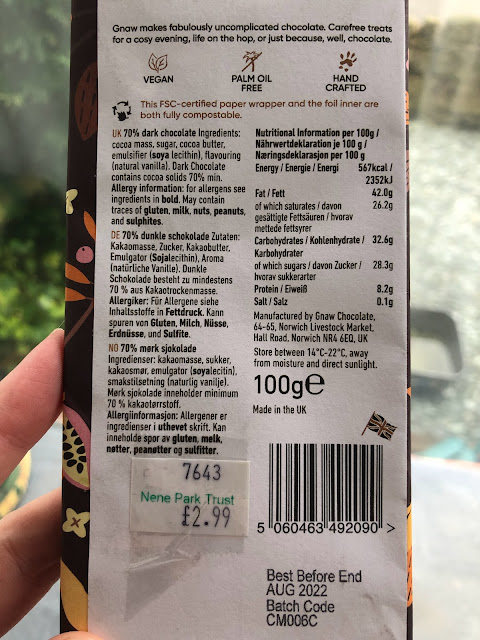 Gnaw makes fabulously uncomplicated chocolate. Carefree treats
for a cosy evening, life on the hop, or just because, well, chocolate.
VEGAN
PALM OIL
FREE
HAND
CRAFTED
This FSC-certified paper wrapper and the foil inner are
both fully compostable.
UK 70% dark chocolate Ingredients:
cocoa mass, sugar, cocoa butter,
emulsifier (soya lecithin), flavouring
(natural vanilla). Dark Chocolate
contains cocoa solids 70% min.
Allergy information: for allergens see
ingredients in bold. May contain
traces of gluten, milk, nuts, peanuts,
and sulphites.
DE 70% dunkle schokolade Zutaten:
Kakaomasse, Zucker, Kakaobutter,
Emulgator (Sojalecithin), Aroma
(natürliche Vanille). Dunkle
Schokolade besteht zu mindestens
70 % aus Kakaotrockenmasse.
Allergiker: Für Allergene siehe
Inhaltsstoffe in Fettdruck. Kann
spuren von Gluten, Milch, Nüsse,
Erdnüsse, und Sulfite.
NO 70% mørk sjokolade
Ingredienser: kakaomasse, sukker,
kakaosmør, emulgator (soyalecitin),
smakstilsetning (naturlig vanilje).
Mørk sjokolade inneholder minimum
70 % kakaotørrstoff.
Allergiinformasjon: Allergener er
ingredienser i uthevet skrift. Kan
inneholde spor av gluten, melk,
nøtter, peanøtter og sulfitter.
Nutritional Information per 100g /
Nährwertdeklaration je 100 g /
Næringsdeklarasjon per 100 g
Energy / Energie / Energi 567kcal /
2352kJ
Fat / Fett 42.0g
of which saturates / davon 26.2g
gesättigte Fettsäuren / hvorav
mettede fettsyrer
Carbohydrates / Kohlenhydrate / 32.6g
Karbohydrater
of which sugars / davon Zucker / 28.3g
hvorav sukkerarter
Protein / Eiweiß 8.2g
Salt / Salz 0.1g
Manufactured by Gnaw Chocolate,
64-65, Norwich Livestock Market,
Hall Road, Norwich NR4 6EQ, UK
Store between 14°C-22°C, away
from moisture and direct sunlight.
100g℮
Made in the UK
7643
Nene Park Trust
£2.99
5 060463 492090 >
Best Before End
AUG 2022
Batch Code
CM006C